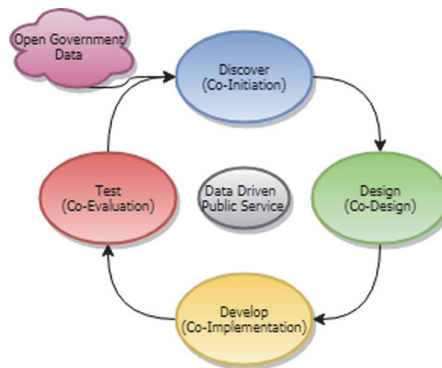 Open Government
Data
Discover
(Co-Initiation)
Test
(Co-Evaluation)
Data Driven
Public Service
Design
(Co-Design)
Develop
(Co-Implementation)